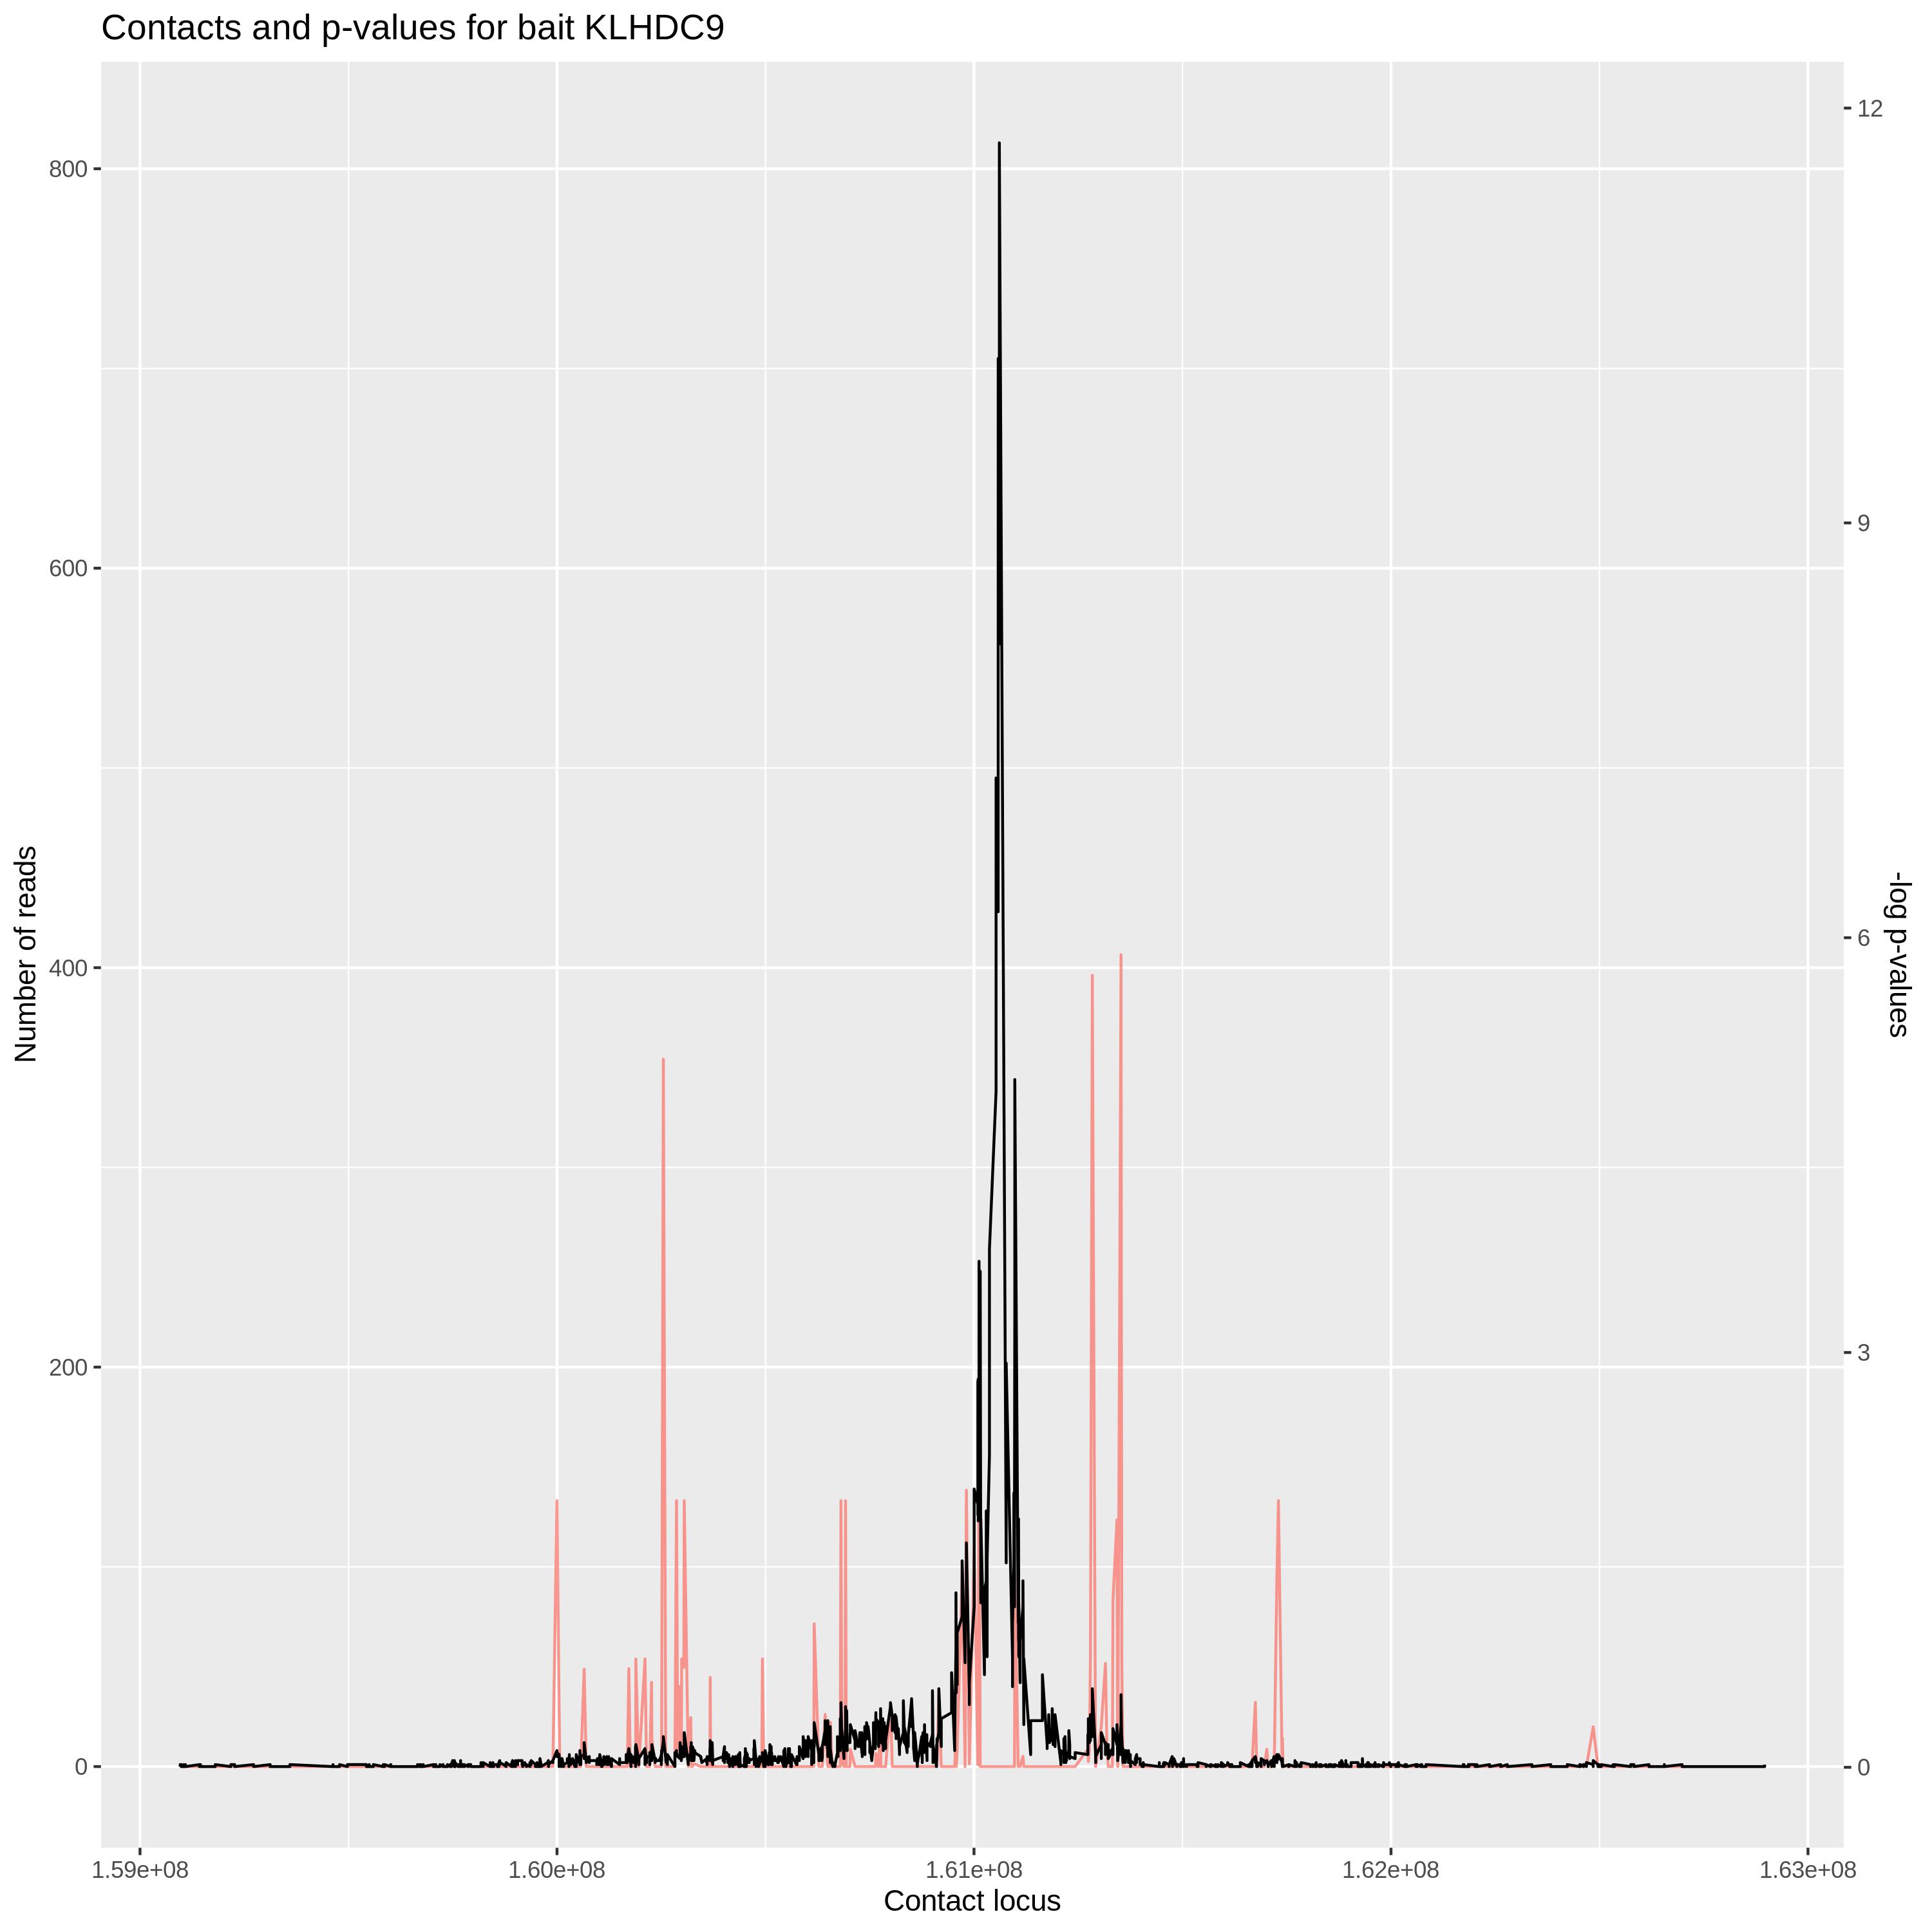 Contacts and p-values for bait KLHDC9
800
600
400
200
0
Number of reads
12
9
6
3
0
-log p-values
1.59e+08
1.60e+08
1.61e+08
1.62e+08
1.63e+08
Contact locus